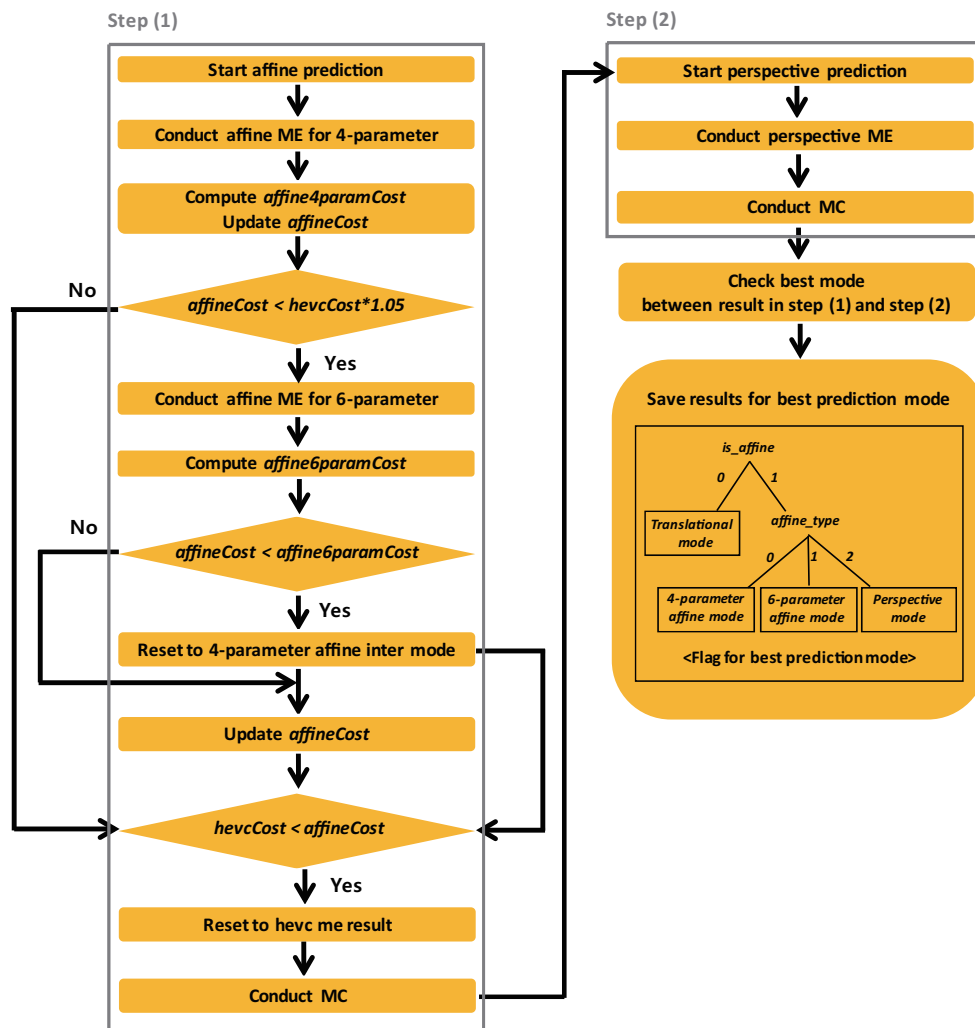 Step (1)
Start affine prediction
Conduct affine ME for 4-parameter
Compute affine4paramCost
Update affineCost
No
affineCost < hevcCost*1.05
Yes
Conduct affine ME for 6-parameter
Compute affine6paramCost
No
affineCost < affine6paramCost
Yes
Reset to 4-parameter affine inter mode
Update affineCost
hevcCost < affineCost
Yes
Reset to hevc me result
Conduct MC
Step (2)
Start perspective prediction
Conduct perspective ME
Conduct MC
Check best mode
between result in step (1) and step (2)
Save results for best prediction mode
is_affine
0
1
Translational
mode
affine_type
0
1
2
4-parameter
affine mode
6-parameter
affine mode
Perspective
mode
<Flag for best prediction mode>